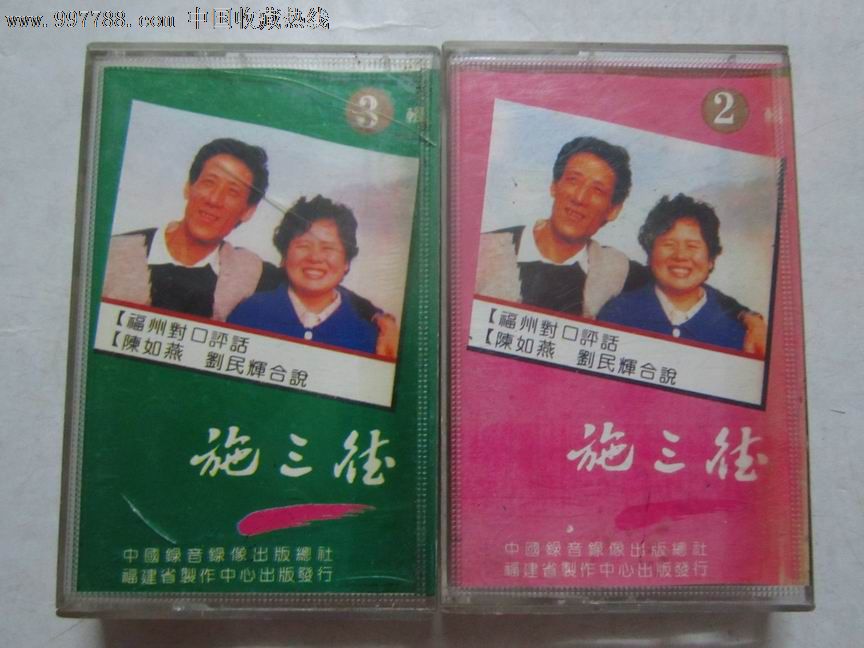 www.997788.com 中国收藏热线
3 輯
【福州對口評話
【陳如燕 劉民輝合說
施三德
中國錄音錄像出版總社
福建省製作中心出版發行
2 輯
【福州對口評話
【陳如燕 劉民輝合說
施三德
中國錄音錄像出版總社
福建省製作中心出版發行